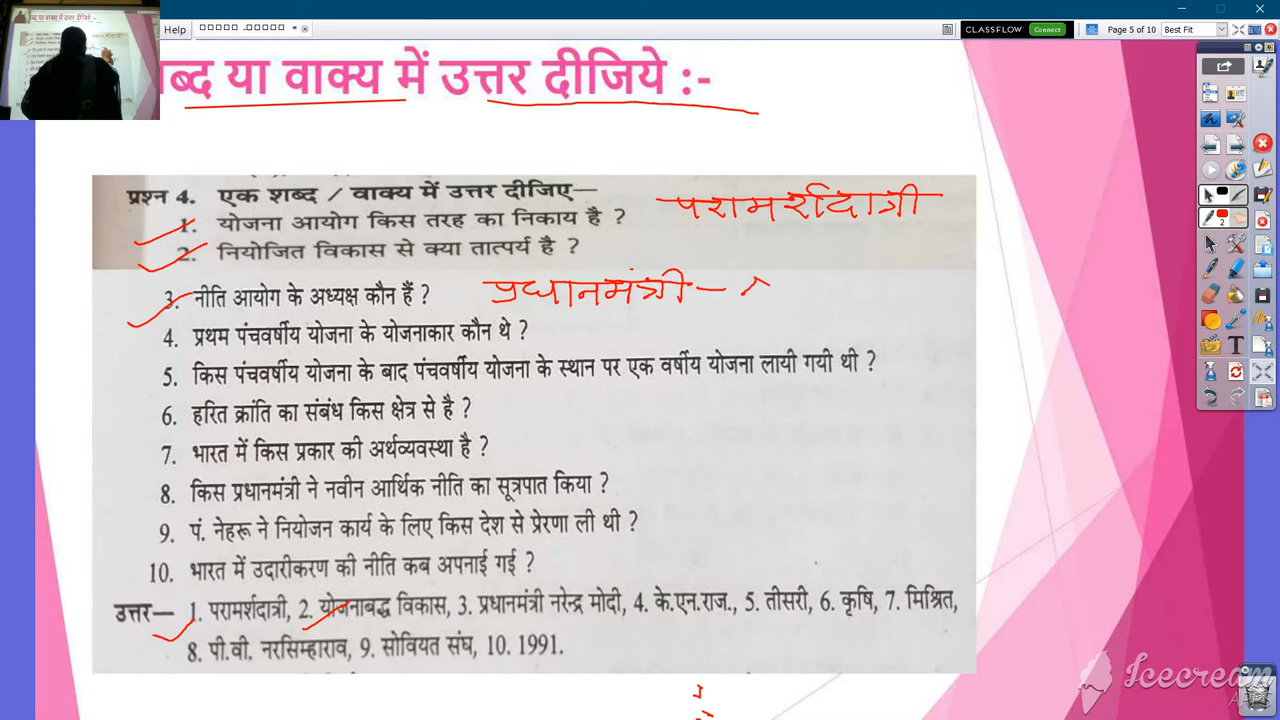 Help
CLASSFLOW Connect
Page 5 of 10
Best Fit
ब्द या वाक्य में उत्तर दीजिये :-
प्रश्न 4. एक शब्द / वाक्य में उत्तर दीजिए—
1. योजना आयोग किस तरह का निकाय है ?
परामर्शदात्री
2. नियोजित विकास से क्या तात्पर्य है ?
3. नीति आयोग के अध्यक्ष कौन हैं ?
प्रधानमंत्री –
4. प्रथम पंचवर्षीय योजना के योजनाकार कौन थे ?
5. किस पंचवर्षीय योजना के बाद पंचवर्षीय योजना के स्थान पर एक वर्षीय योजना लायी गयी थी ?
6. हरित क्रांति का संबंध किस क्षेत्र से है ?
7. भारत में किस प्रकार की अर्थव्यवस्था है ?
8. किस प्रधानमंत्री ने नवीन आर्थिक नीति का सूत्रपात किया ?
9. पं. नेहरू ने नियोजन कार्य के लिए किस देश से प्रेरणा ली थी ?
10. भारत में उदारीकरण की नीति कब अपनाई गई ?
उत्तर— 1. परामर्शदात्री, 2. योजनाबद्ध विकास, 3. प्रधानमंत्री नरेन्द्र मोदी, 4. के.एन.राज., 5. तीसरी, 6. कृषि, 7. मिश्रित,
8. पी.वी. नरसिम्हाराव, 9. सोवियत संघ, 10. 1991.
Icecream
APPS